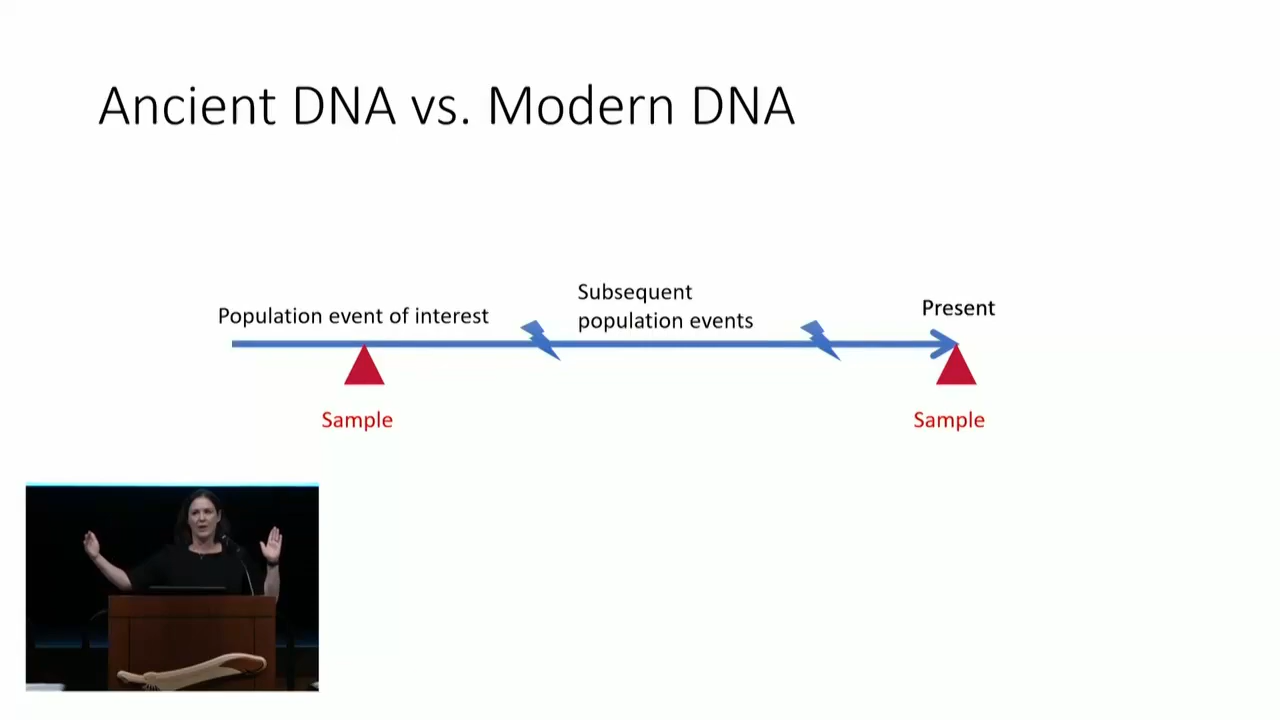 Ancient DNA vs. Modern DNA
Subsequent
population events
Population event of interest
Present
Sample
Sample